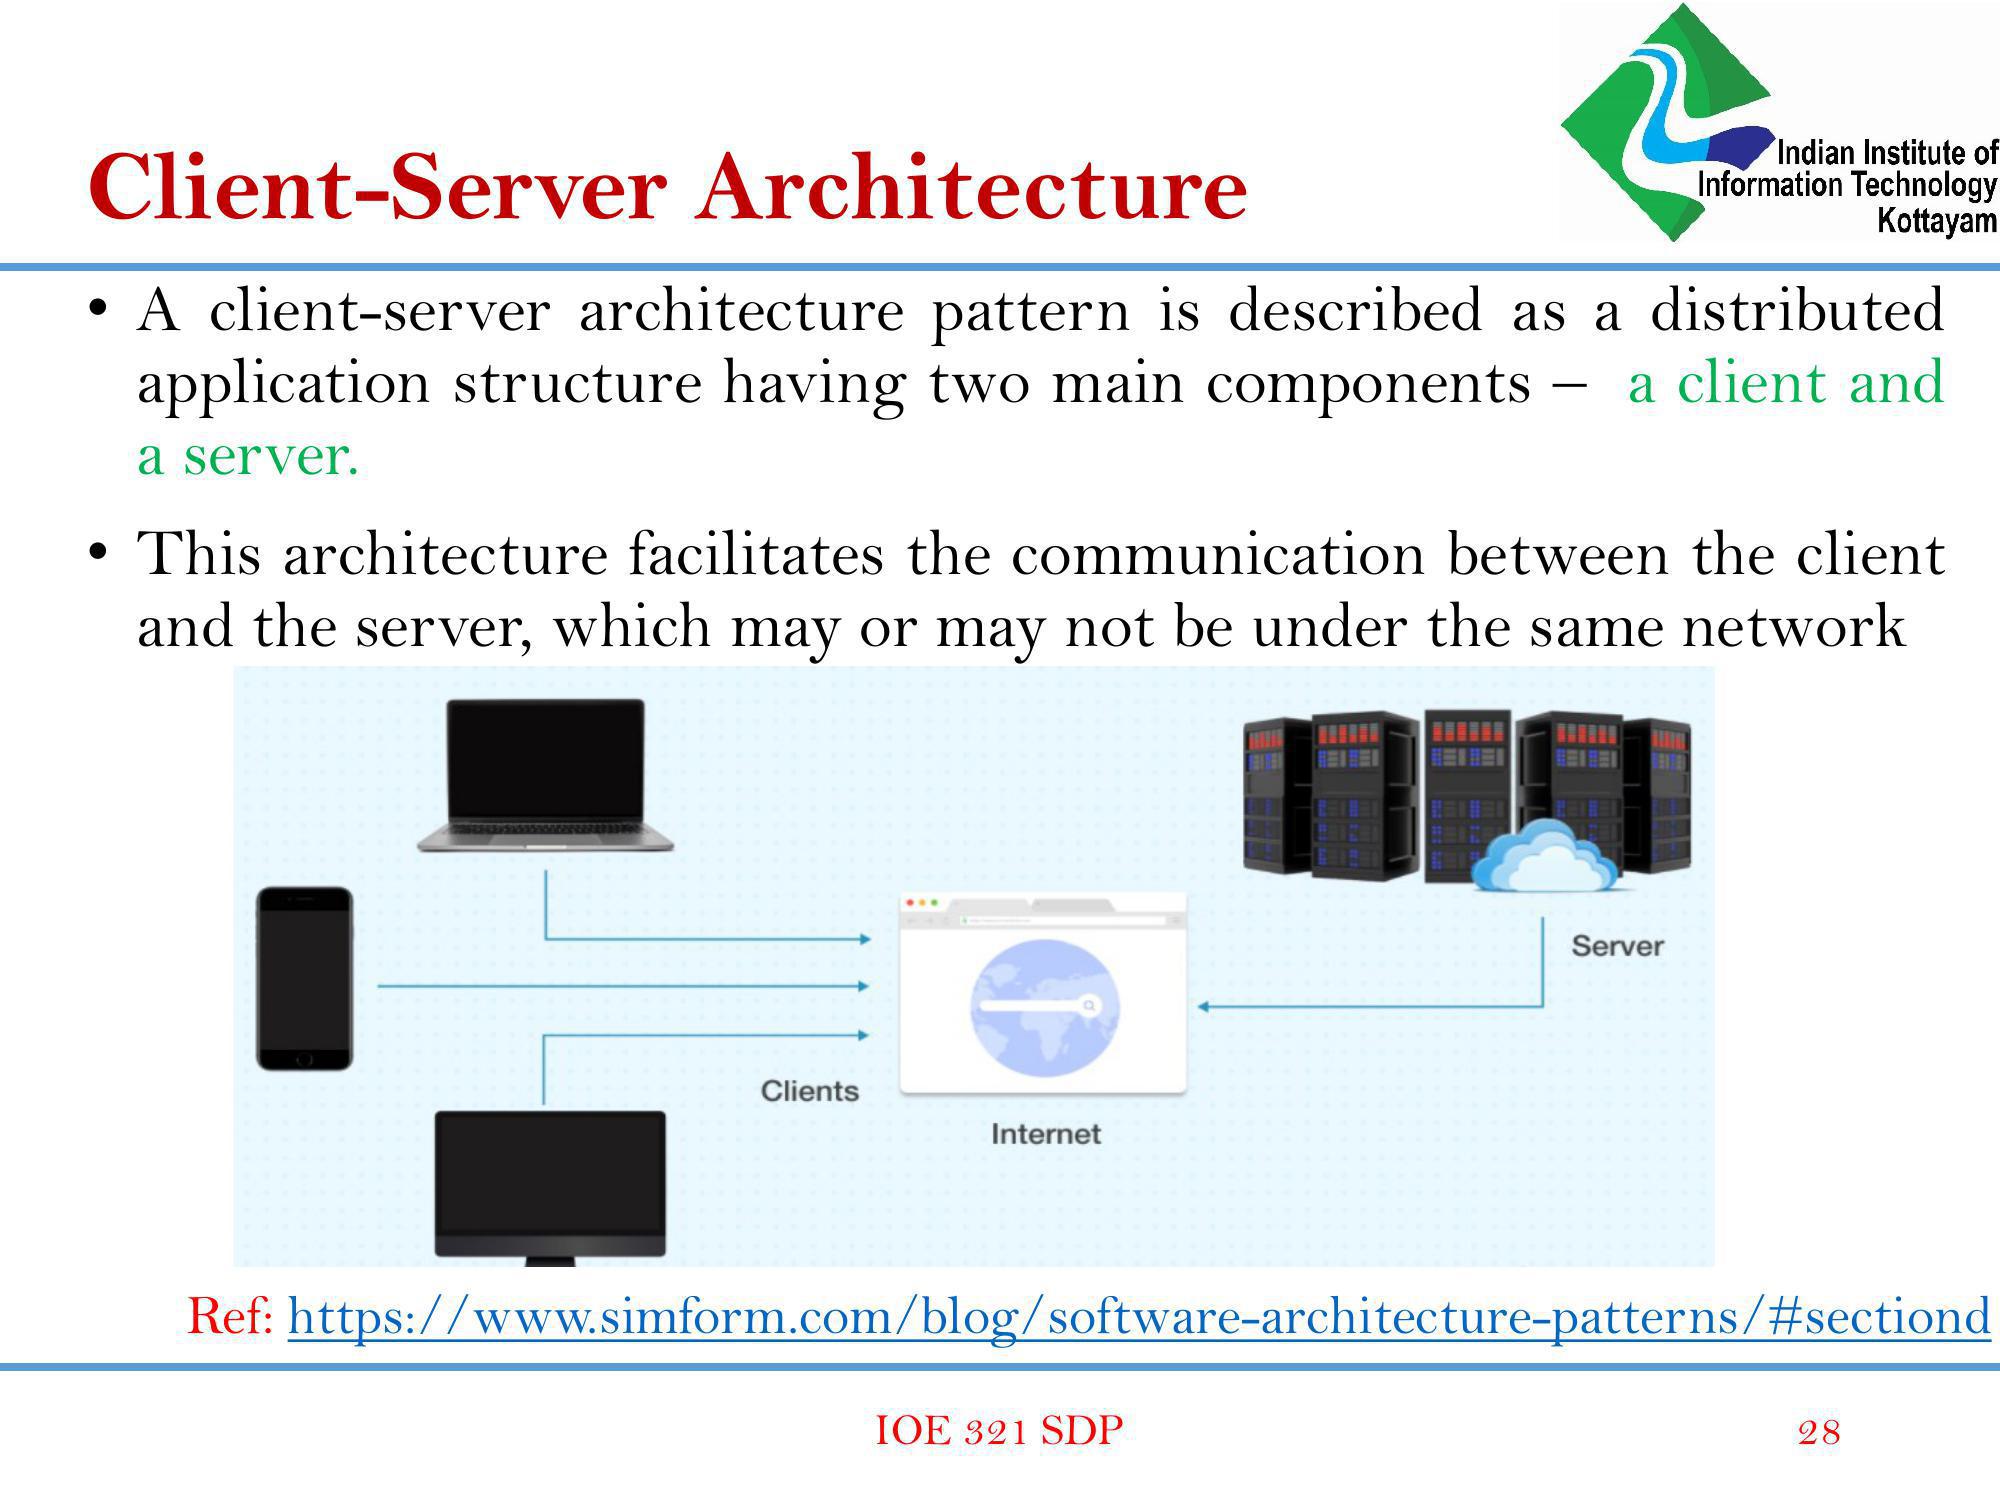 Indian Institute of
Information Technology
Kottayam
Client-Server Architecture
• A client-server architecture pattern is described as a distributed
application structure having two main components – a client and
a server.
• This architecture facilitates the communication between the client
and the server, which may or may not be under the same network
Server
Clients
Internet
Ref: https://www.simform.com/blog/software-architecture-patterns/#sectiond
IOE 321 SDP
28